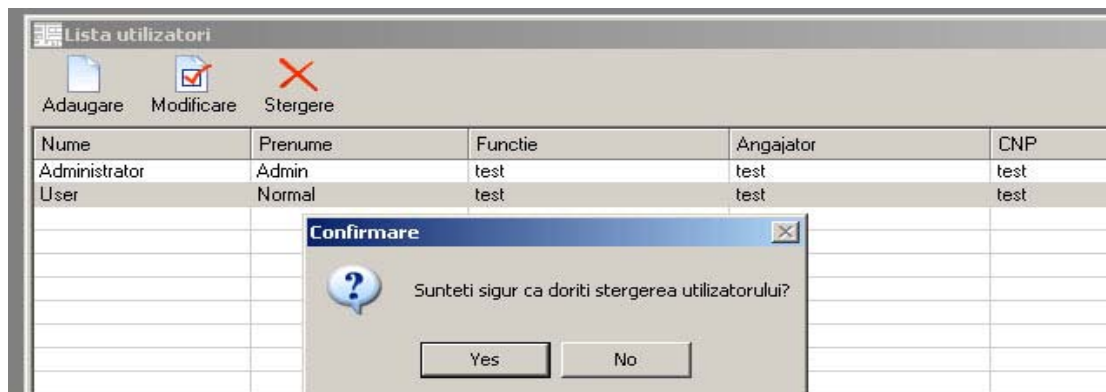 Lista utilizatori
Adaugare Modificare Stergere
Nume Prenume Functie Angajator CNP
Administrator Admin test test test
User Normal test test test
Confirmare
Sunteti sigur ca doriti stergerea utilizatorului?
Yes No